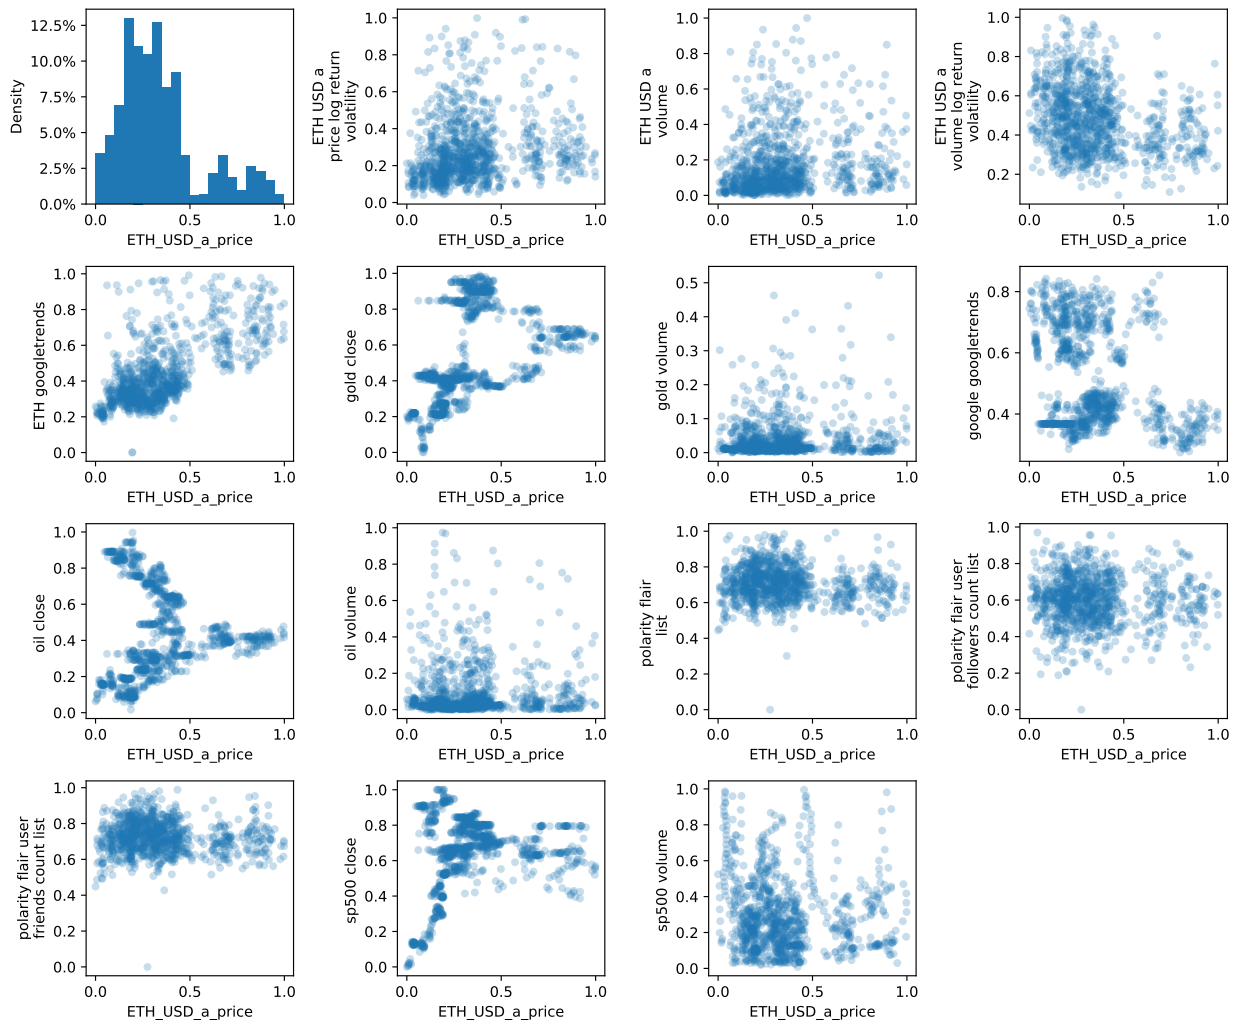 12.5%
10.0%
7.5%
5.0%
2.5%
0.0%
Density
0.0 0.5 1.0
ETH_USD_a_price
1.0
0.8
0.6
0.4
0.2
0.0
ETH USD a
price log return
volatility
0.0 0.5 1.0
ETH_USD_a_price
1.0
0.8
0.6
0.4
0.2
0.0
ETH USD a
volume
0.0 0.5 1.0
ETH_USD_a_price
1.0
0.8
0.6
0.4
0.2
ETH USD a
volume log return
volatility
0.0 0.5 1.0
ETH_USD_a_price
1.0
0.8
0.6
0.4
0.2
0.0
ETH googletrends
0.0 0.5 1.0
ETH_USD_a_price
1.0
0.8
0.6
0.4
0.2
0.0
gold close
0.0 0.5 1.0
ETH_USD_a_price
0.5
0.4
0.3
0.2
0.1
0.0
gold volume
0.0 0.5 1.0
ETH_USD_a_price
0.8
0.6
0.4
google googletrends
0.0 0.5 1.0
ETH_USD_a_price
1.0
0.8
0.6
0.4
0.2
0.0
oil close
0.0 0.5 1.0
ETH_USD_a_price
1.0
0.8
0.6
0.4
0.2
0.0
oil volume
0.0 0.5 1.0
ETH_USD_a_price
1.0
0.8
0.6
0.4
0.2
0.0
polarity flair
list
0.0 0.5 1.0
ETH_USD_a_price
1.0
0.8
0.6
0.4
0.2
0.0
polarity flair user
followers count list
0.0 0.5 1.0
ETH_USD_a_price
1.0
0.8
0.6
0.4
0.2
0.0
polarity flair user
friends count list
0.0 0.5 1.0
ETH_USD_a_price
1.0
0.8
0.6
0.4
0.2
0.0
sp500 close
0.0 0.5 1.0
ETH_USD_a_price
1.0
0.8
0.6
0.4
0.2
0.0
sp500 volume
0.0 0.5 1.0
ETH_USD_a_price